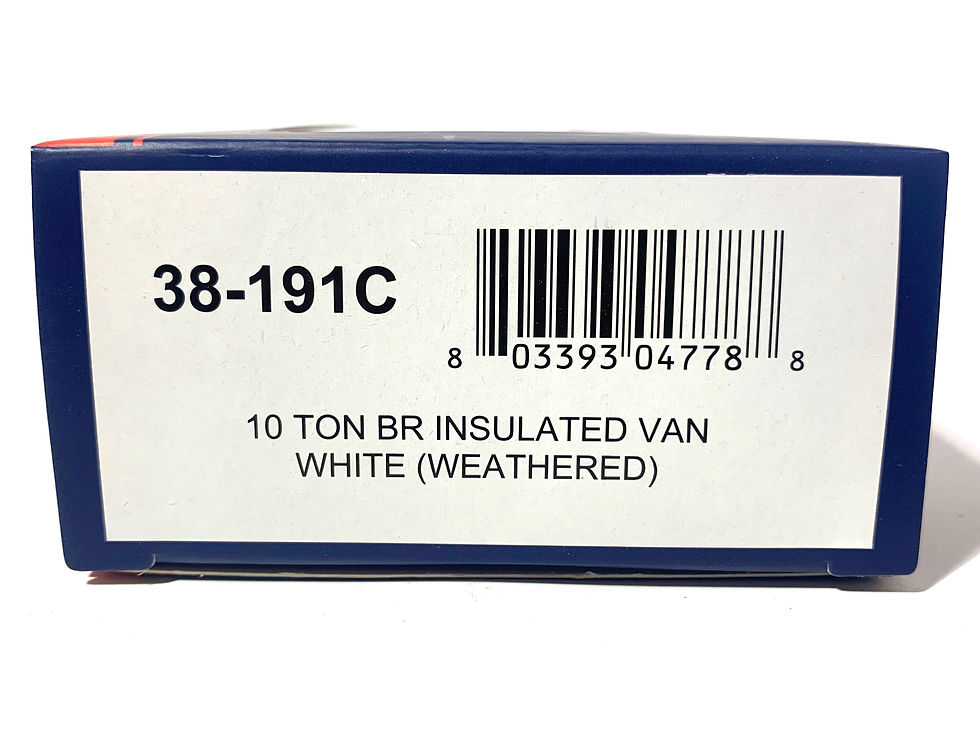 38-191C
8 03393 04778 8
10 TON BR INSULATED VAN
WHITE (WEATHERED)